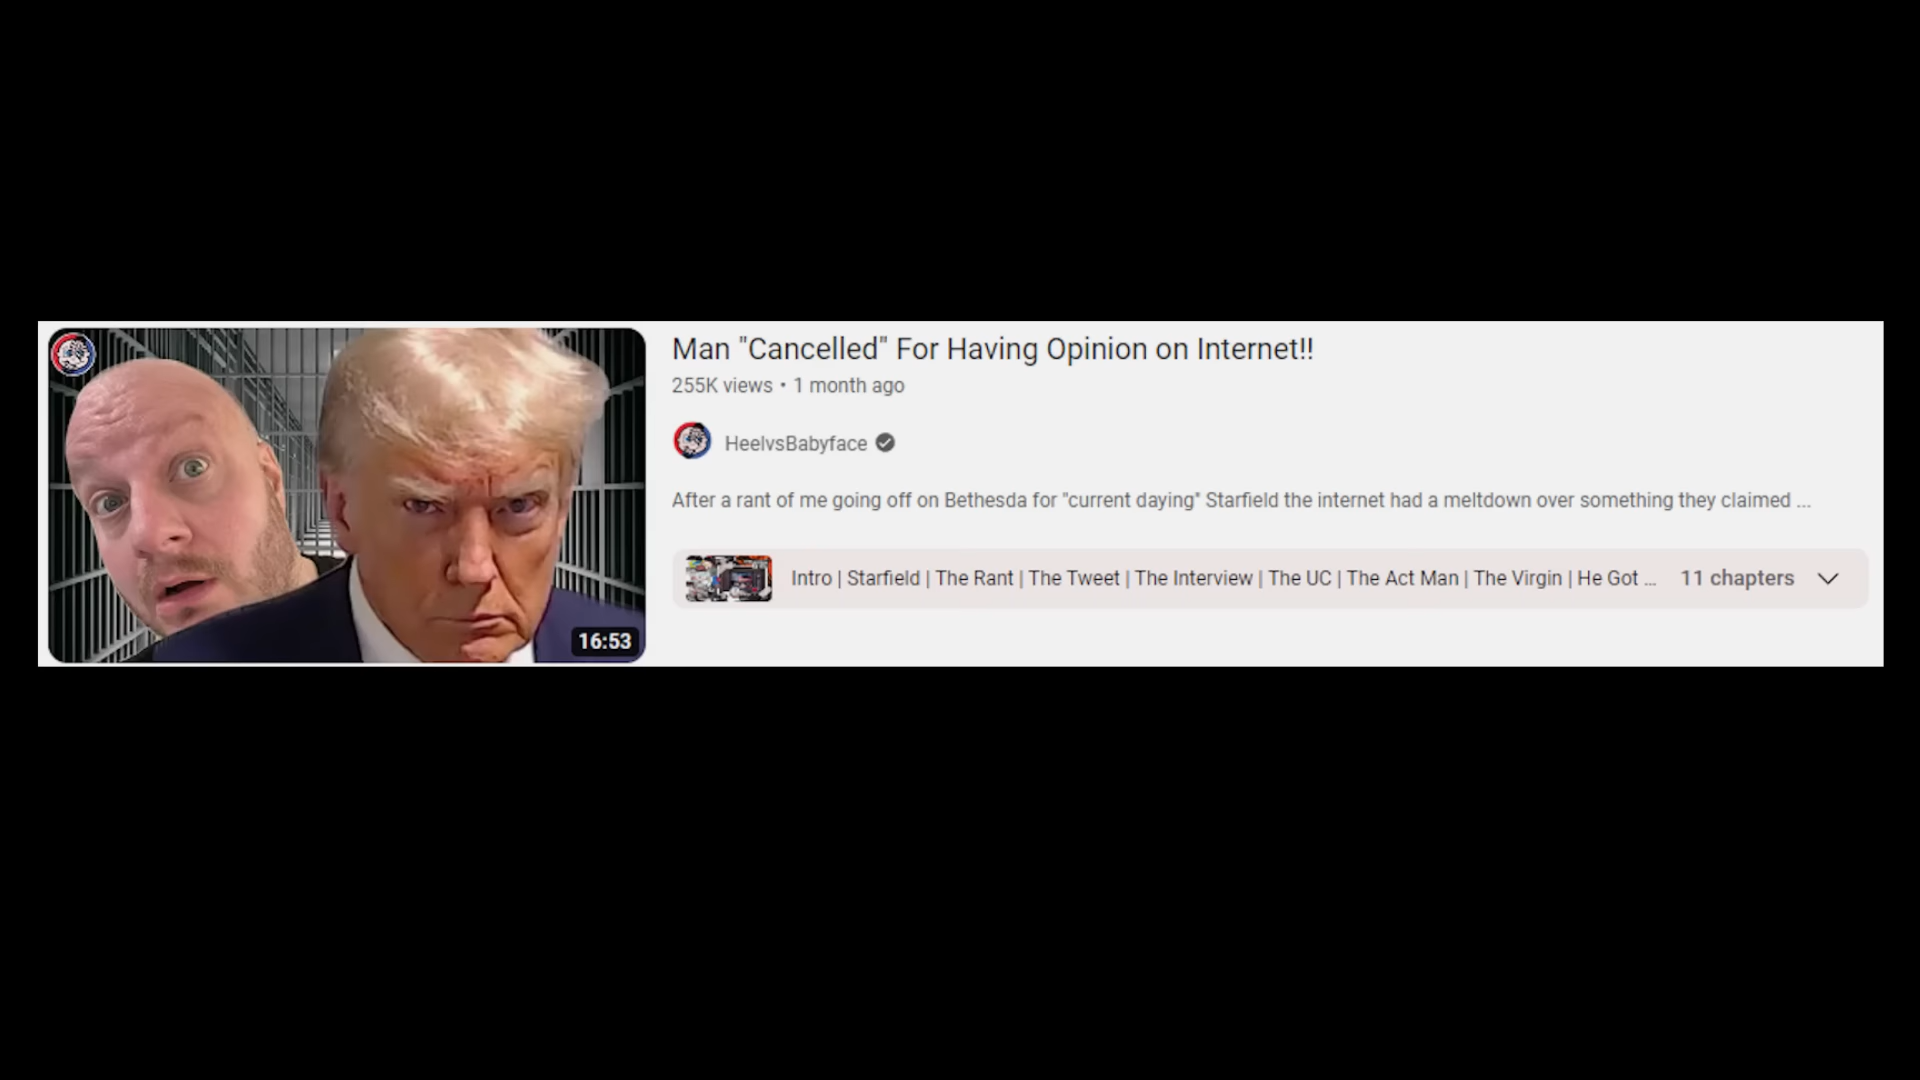 Man "Cancelled" For Having Opinion on Internet!!
255K views • 1 month ago
HeelvsBabyface
After a rant of me going off on Bethesda for "current daying" Starfield the internet had a meltdown over something they claimed ...
Intro | Starfield | The Rant | The Tweet | The Interview | The UC | The Act Man | The Virgin | He Got ... 11 chapters
16:53